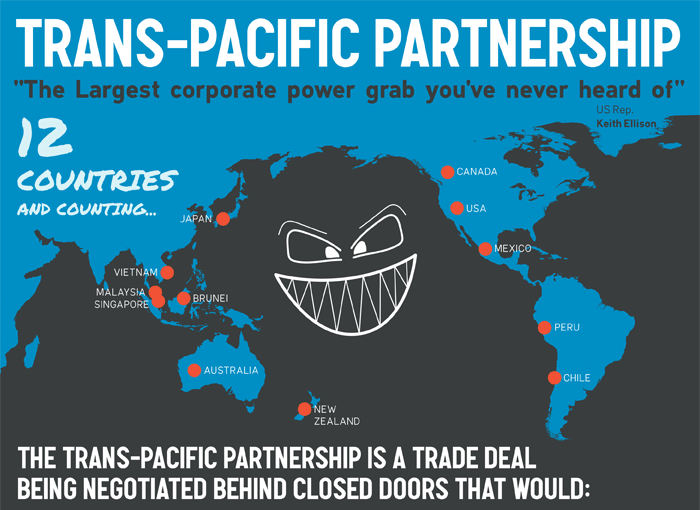 TRANS-PACIFIC PARTNERSHIP
"The Largest corporate power grab you've never heard of"
US Rep.
Keith Ellison
12
COUNTRIES
AND COUNTING...
CANADA
USA
JAPAN
MEXICO
VIETNAM
MALAYSIA
SINGAPORE
BRUNEI
PERU
AUSTRALIA
CHILE
NEW
ZEALAND
THE TRANS-PACIFIC PARTNERSHIP IS A TRADE DEAL
BEING NEGOTIATED BEHIND CLOSED DOORS THAT WOULD: